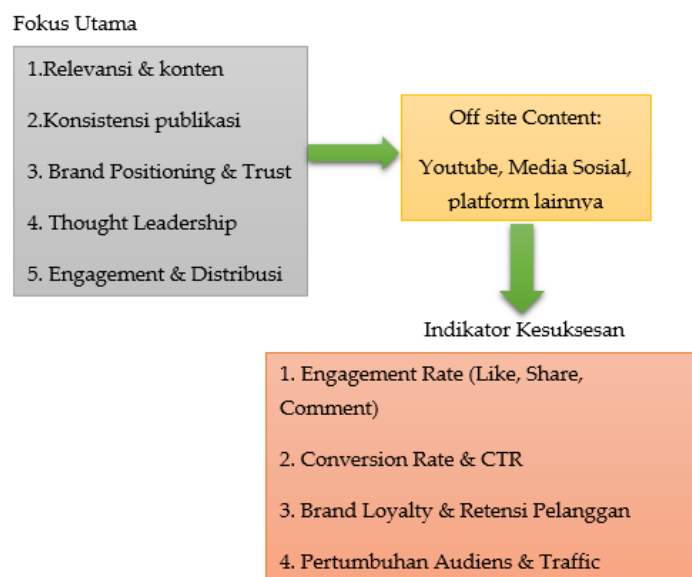 Fokus Utama
1.Relevansi & konten
2.Konsistensi publikasi
3. Brand Positioning & Trust
4. Thought Leadership
5. Engagement & Distribusi
Off site Content:
Youtube, Media Sosial,
platform lainnya
Indikator Kesuksesan
1. Engagement Rate (Like, Share,
Comment)
2. Conversion Rate & CTR
3. Brand Loyalty & Retensi Pelanggan
4. Pertumbuhan Audiens & Traffic